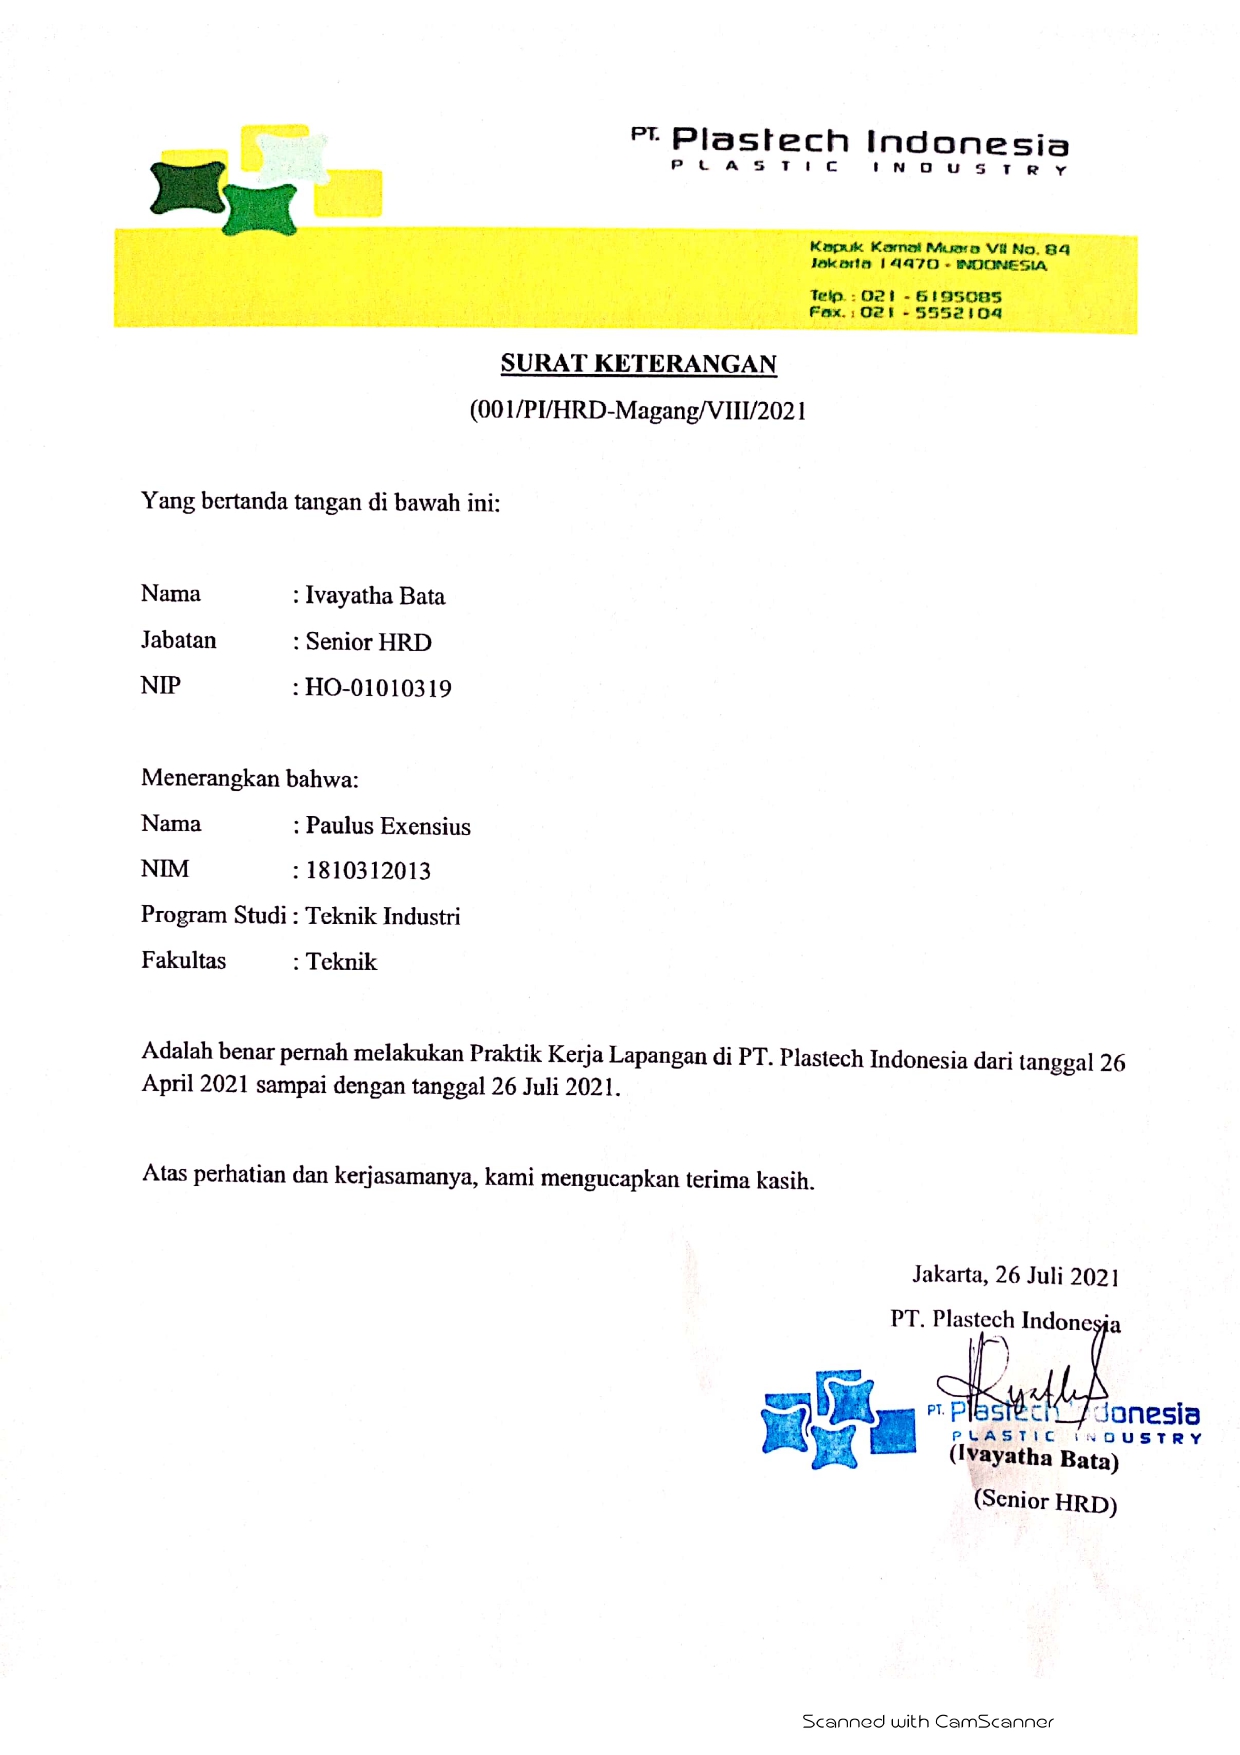 PT. Plastech Indonesia
PLASTIC INDUSTRY
Kapuk Kamal Muara VII No. 84
Jakarta 14470 - INDONESIA
Telp. : 021 - 6195085
Fax. : 021 - 5552104
SURAT KETERANGAN
(001/PI/HRD-Magang/VIII/2021
Yang bertanda tangan di bawah ini:
Nama : Ivayatha Bata
Jabatan : Senior HRD
NIP : HO-01010319
Menerangkan bahwa:
Nama : Paulus Exensius
NIM : 1810312013
Program Studi : Teknik Industri
Fakultas : Teknik
Adalah benar pernah melakukan Praktik Kerja Lapangan di PT. Plastech Indonesia dari tanggal 26
April 2021 sampai dengan tanggal 26 Juli 2021.
Atas perhatian dan kerjasamanya, kami mengucapkan terima kasih.
Jakarta, 26 Juli 2021
PT. Plastech Indonesia
PT. Plastech Indonesia
PLASTIC INDUSTRY
(Ivayatha Bata)
(Senior HRD)
Scanned with CamScanner